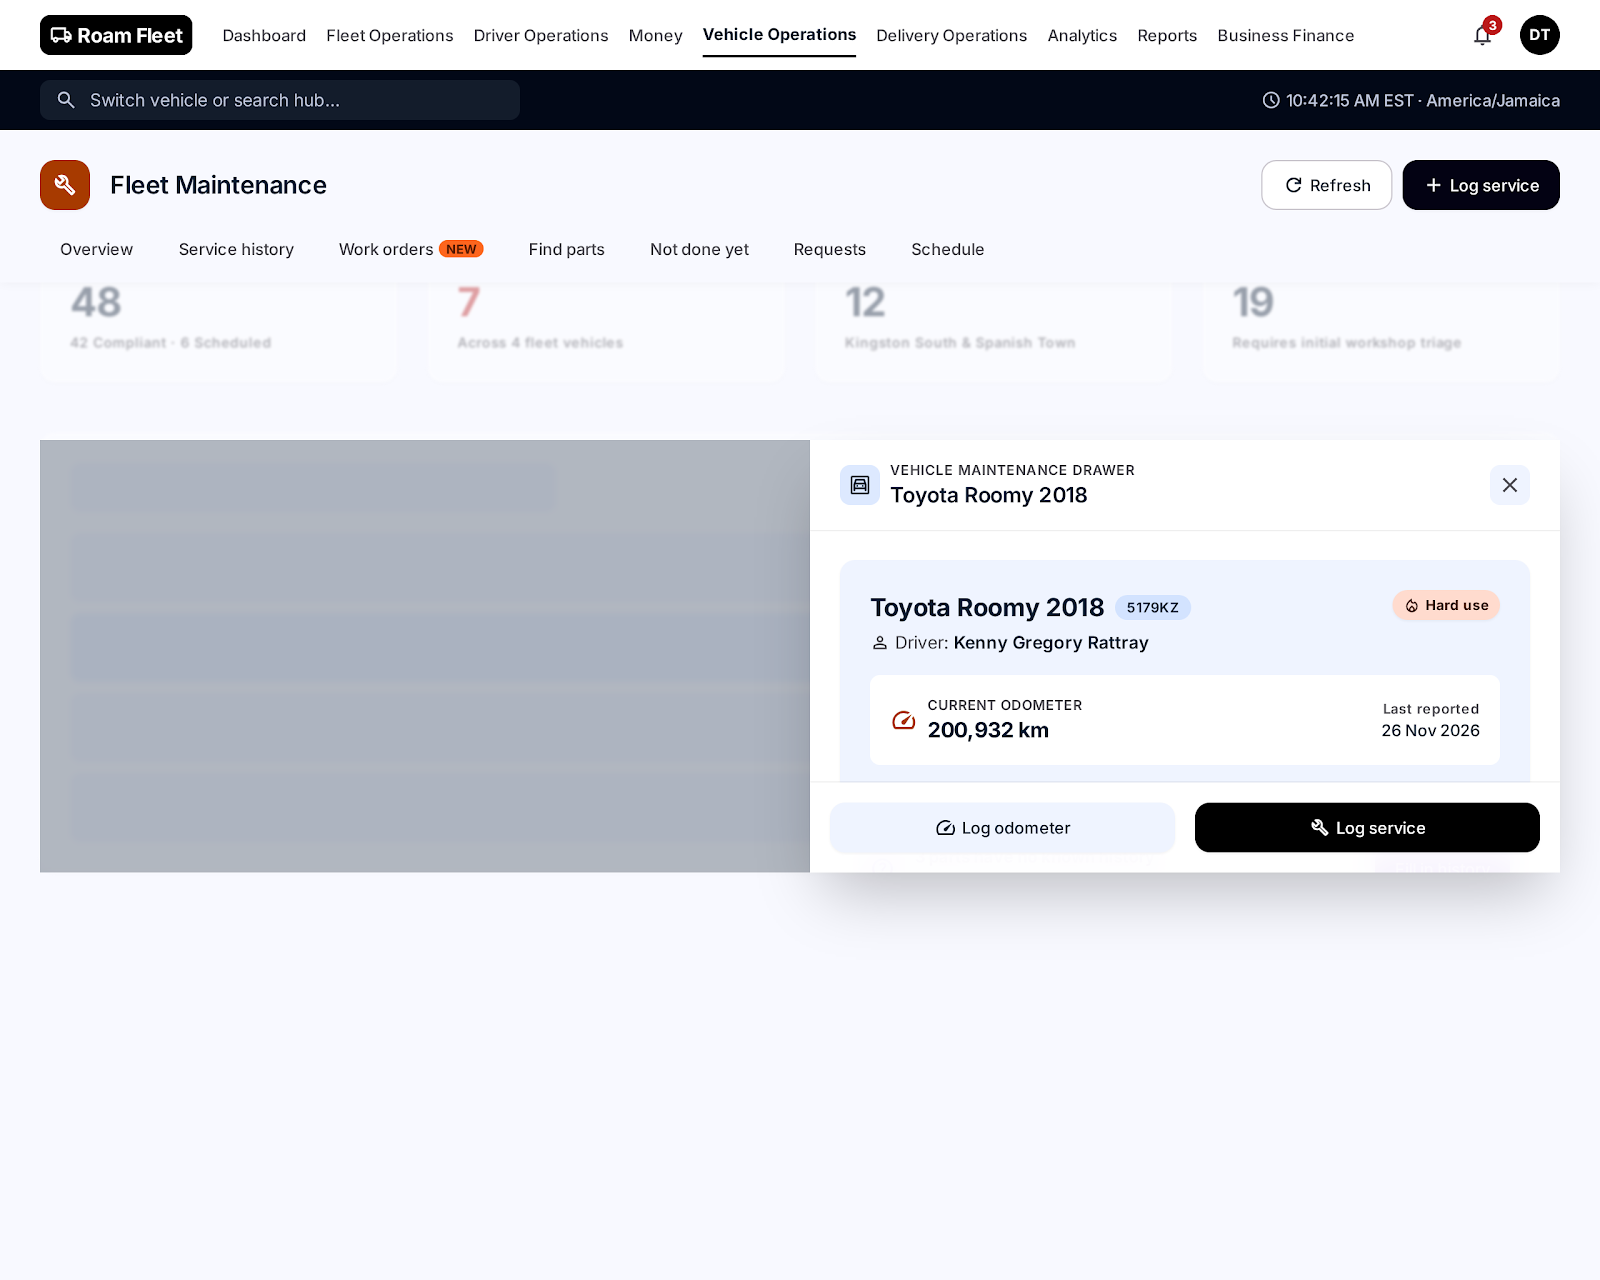 Roam Fleet
Dashboard
Fleet Operations
Driver Operations
Money
Vehicle Operations
Delivery Operations
Analytics
Reports
Business Finance
3
DT
Switch vehicle or search hub...
10:42:15 AM EST · America/Jamaica
Fleet Maintenance
Refresh
Log service
Overview
Service history
Work orders NEW
Find parts
Not done yet
Requests
Schedule
48
42 Compliant · 6 Scheduled
7
Across 4 fleet vehicles
12
Kingston South & Spanish Town
19
Requires initial workshop triage
VEHICLE MAINTENANCE DRAWER
Toyota Roomy 2018
Toyota Roomy 2018 5179KZ
Hard use
Driver: Kenny Gregory Rattray
CURRENT ODOMETER
200,932 km
Last reported
26 Nov 2026
Log odometer
Log service